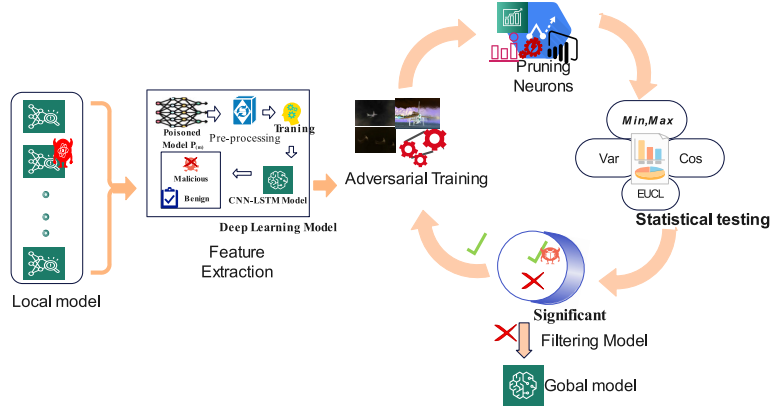 Local model
Poisoned
Model P(m)
Pre-processing
Training
Malicious
Benign
CNN-LSTM Model
Deep Learning Model
Feature
Extraction
Adversarial Training
Pruning
Neurons
Min,Max
Var
Cos
EUCL
Statistical testing
Significant
Filtering Model
Gobal model